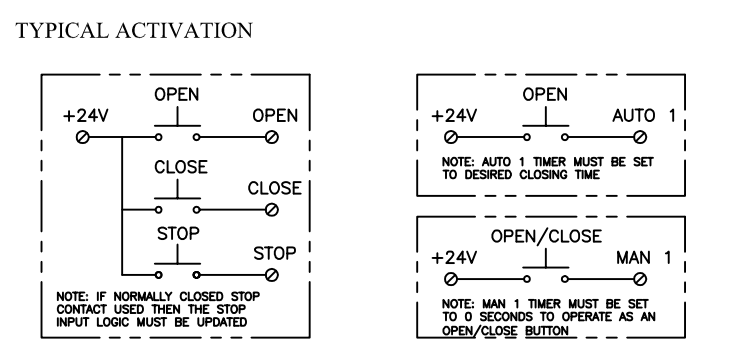 TYPICAL ACTIVATION
OPEN
+24V
OPEN
CLOSE
CLOSE
STOP
STOP
NOTE: IF NORMALLY CLOSED STOP
CONTACT USED THEN THE STOP
INPUT LOGIC MUST BE UPDATED
OPEN
+24V
AUTO 1
NOTE: AUTO 1 TIMER MUST BE SET
TO DESIRED CLOSING TIME
OPEN/CLOSE
+24V
MAN 1
NOTE: MAN 1 TIMER MUST BE SET
TO 0 SECONDS TO OPERATE AS AN
OPEN/CLOSE BUTTON